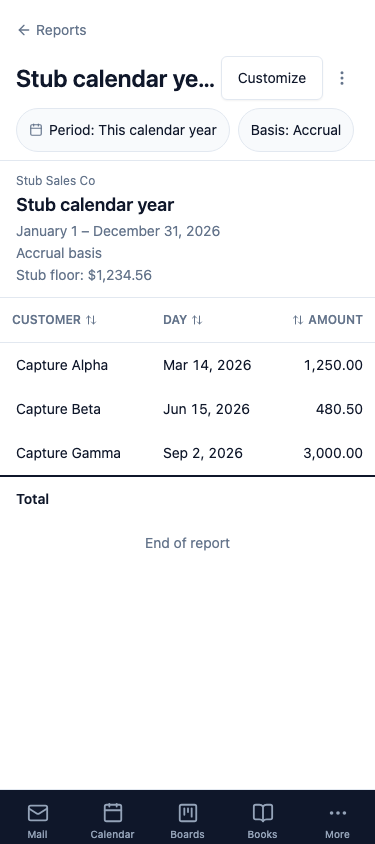 Reports
Stub calendar ye...
Customize
Period: This calendar year
Basis: Accrual
Stub Sales Co
Stub calendar year
January 1 – December 31, 2026
Accrual basis
Stub floor: $1,234.56
CUSTOMER DAY AMOUNT
Capture Alpha Mar 14, 2026 1,250.00
Capture Beta Jun 15, 2026 480.50
Capture Gamma Sep 2, 2026 3,000.00
Total
End of report
Mail Calendar Boards Books More